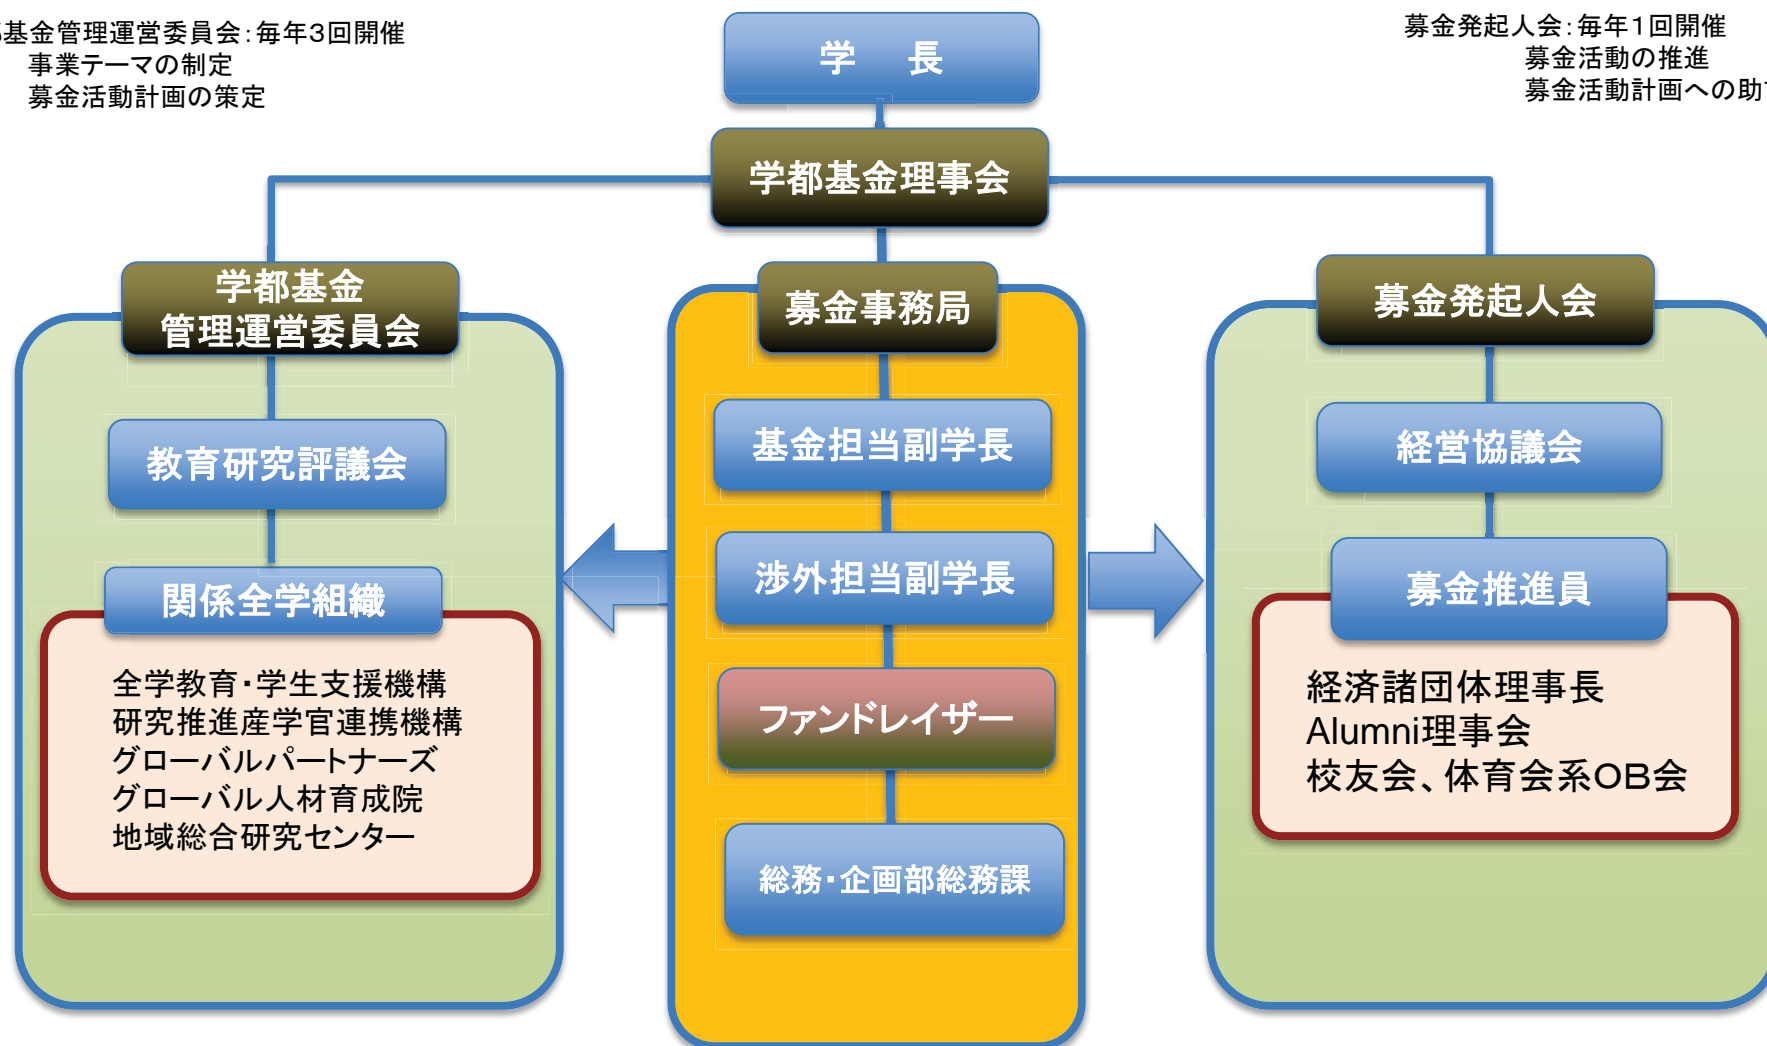 基金管理運営委員会：毎年３回開催
事業テーマの制定
募金活動計画の策定
募金発起人会：毎年１回開催
募金活動の推進
募金活動計画への助
学　長
学都基金理事会
学都基金
管理運営委員会
教育研究評議会
関係全学組織
全学教育・学生支援機構
研究推進産学官連携機構
グローバルパートナーズ
グローバル人材育成院
地域総合研究センター
募金事務局
基金担当副学長
渉外担当副学長
ファンドレイザー
総務・企画部総務課
募金発起人会
経営協議会
募金推進員
経済諸団体理事長
Alumni理事会
校友会、体育会系ＯＢ会